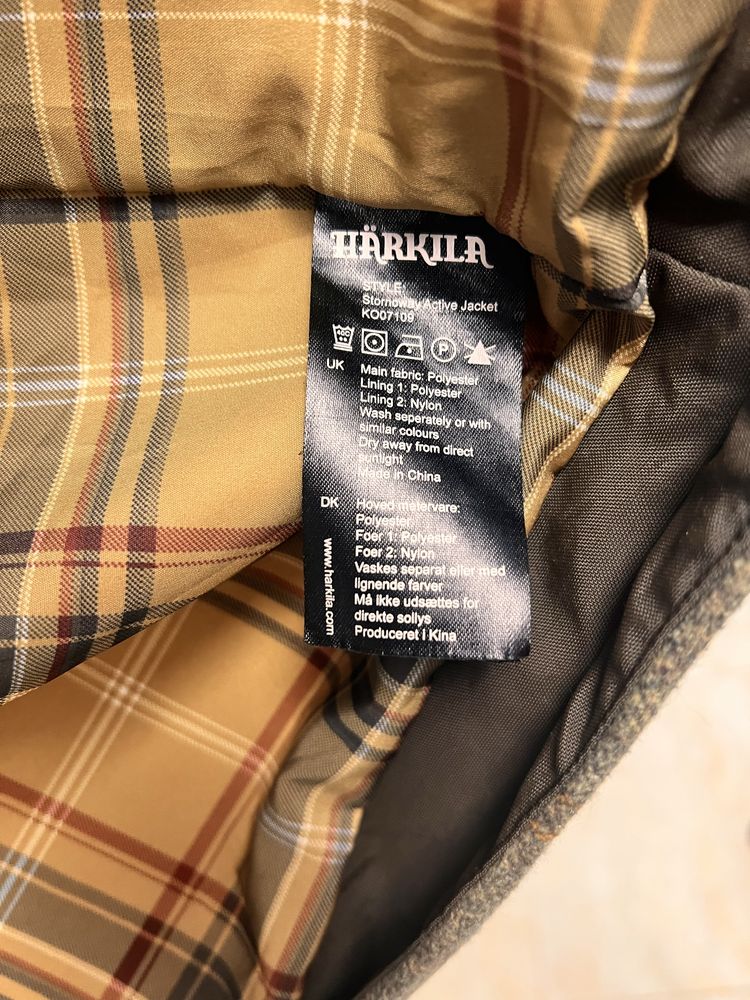 HÄRKILA
STYLE:
Stornoway Active Jacket
KO07109
40C P
UK Main fabric: Polyester
Lining 1: Polyester
Lining 2: Nylon
Wash seperately or with
similar colours
Dry away from direct
sunlight
Made in China
DK Hoved metervare:
Polyester
Foer 1: Polyester
Foer 2: Nylon
Vaskes separat eller med
lignende farver
Må ikke udsættes for
direkte sollys
Produceret i Kina
www.harkila.com